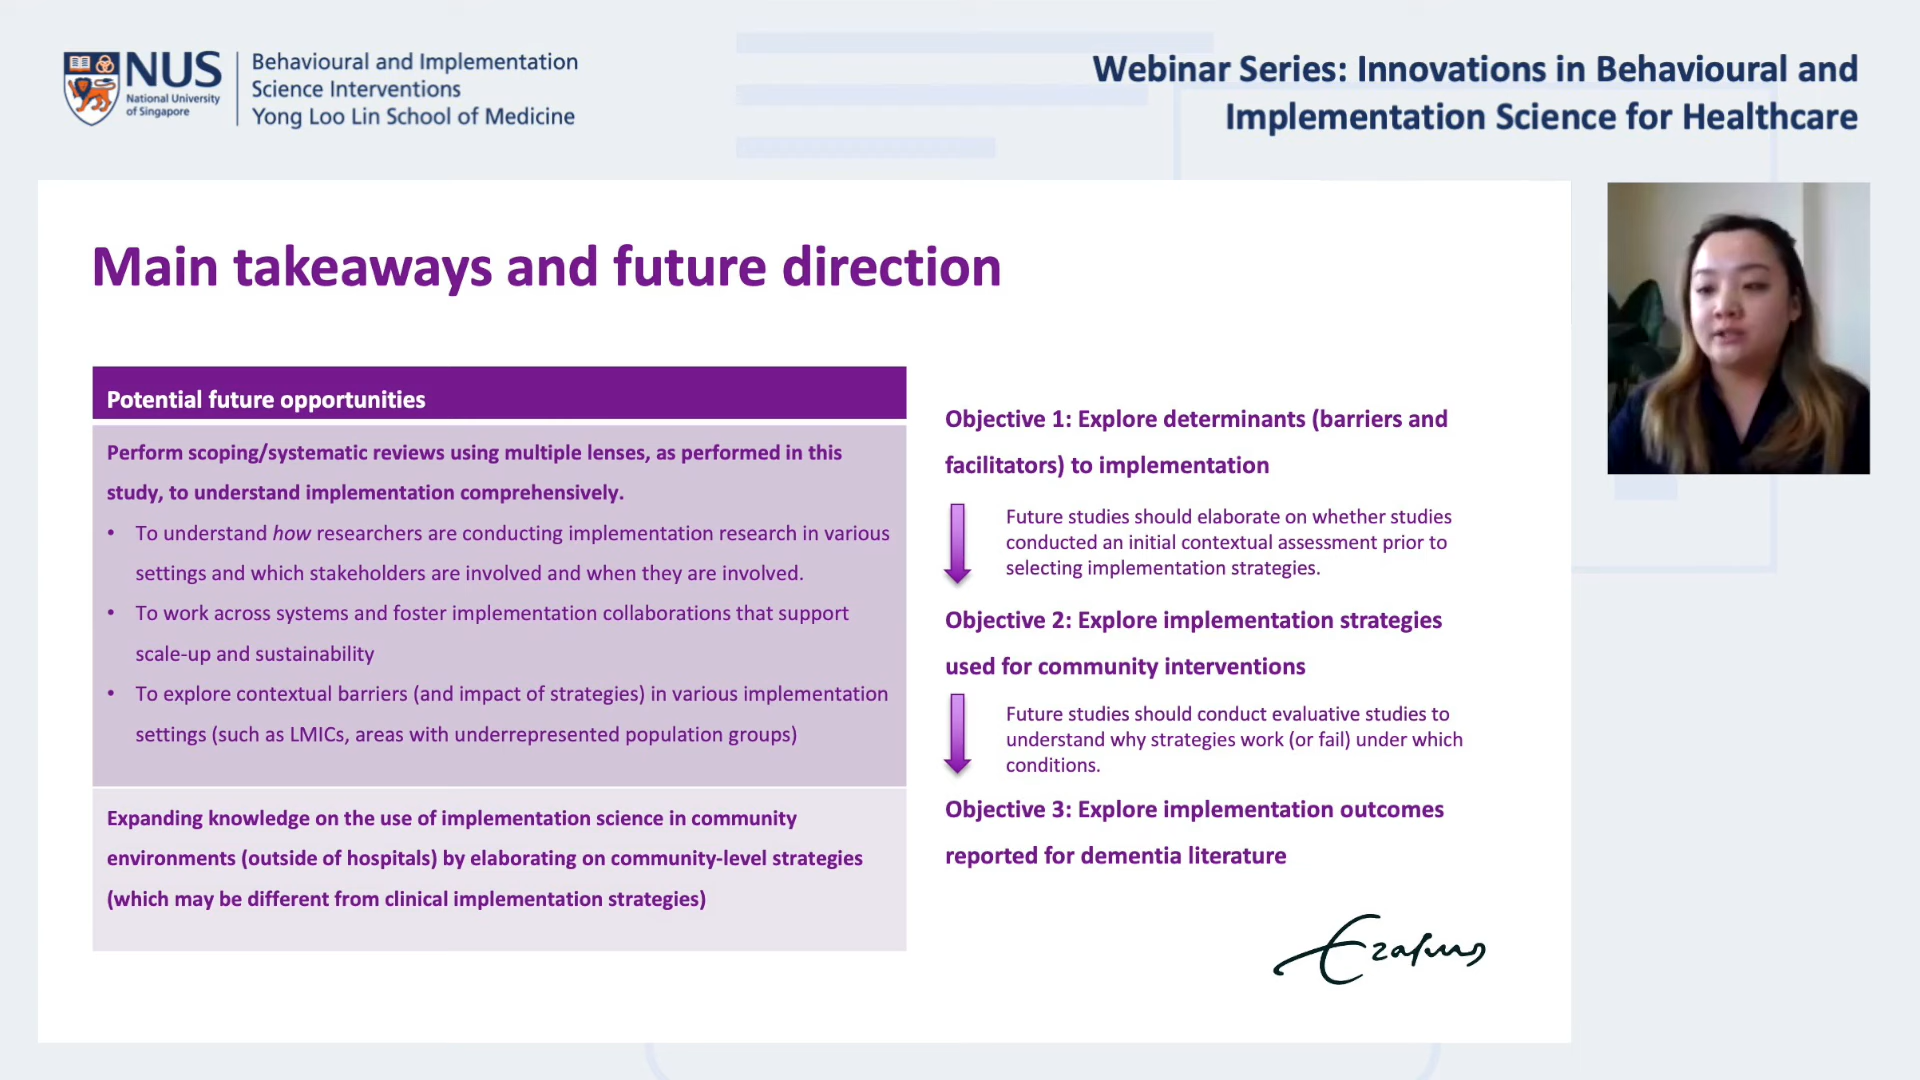 NUS
National University
of Singapore
Behavioural and Implementation
Science Interventions
Yong Loo Lin School of Medicine
Webinar Series: Innovations in Behavioural and
Implementation Science for Healthcare
Main takeaways and future direction
Potential future opportunities
Perform scoping/systematic reviews using multiple lenses, as performed in this
study, to understand implementation comprehensively.
• To understand how researchers are conducting implementation research in various
settings and which stakeholders are involved and when they are involved.
• To work across systems and foster implementation collaborations that support
scale-up and sustainability
• To explore contextual barriers (and impact of strategies) in various implementation
settings (such as LMICs, areas with underrepresented population groups)
Expanding knowledge on the use of implementation science in community
environments (outside of hospitals) by elaborating on community-level strategies
(which may be different from clinical implementation strategies)
Objective 1: Explore determinants (barriers and
facilitators) to implementation
Future studies should elaborate on whether studies
conducted an initial contextual assessment prior to
selecting implementation strategies.
Objective 2: Explore implementation strategies
used for community interventions
Future studies should conduct evaluative studies to
understand why strategies work (or fail) under which
conditions.
Objective 3: Explore implementation outcomes
reported for dementia literature
Erasmus